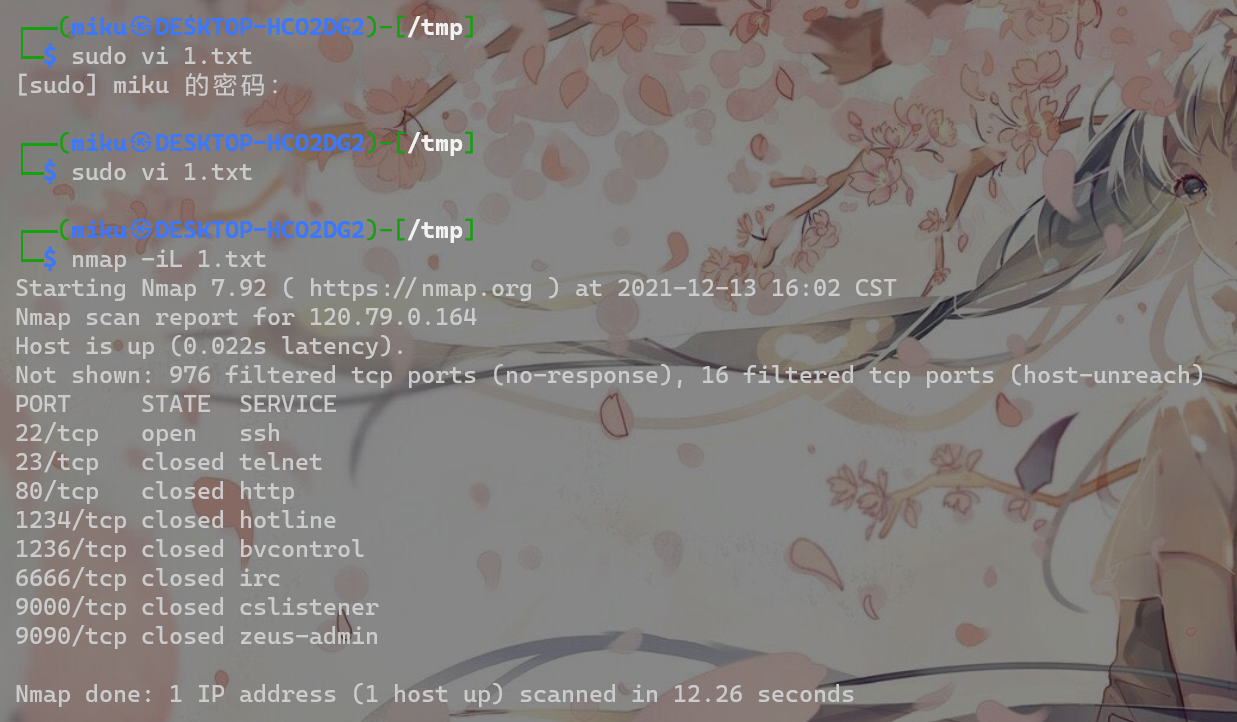 ┌──(miku㉿DESKTOP-HCO2DG2)-[/tmp]
└─$ sudo vi 1.txt
[sudo] miku 的密码：
┌──(miku㉿DESKTOP-HCO2DG2)-[/tmp]
└─$ sudo vi 1.txt
┌──(miku㉿DESKTOP-HCO2DG2)-[/tmp]
└─$ nmap -iL 1.txt
Starting Nmap 7.92 ( https://nmap.org ) at 2021-12-13 16:02 CST
Nmap scan report for 120.79.0.164
Host is up (0.022s latency).
Not shown: 976 filtered tcp ports (no-response), 16 filtered tcp ports (host-unreach)
PORT     STATE  SERVICE
22/tcp   open   ssh
23/tcp   closed telnet
80/tcp   closed http
1234/tcp closed hotline
1236/tcp closed bvcontrol
6666/tcp closed irc
9000/tcp closed cslistener
9090/tcp closed zeus-admin
Nmap done: 1 IP address (1 host up) scanned in 12.26 seconds